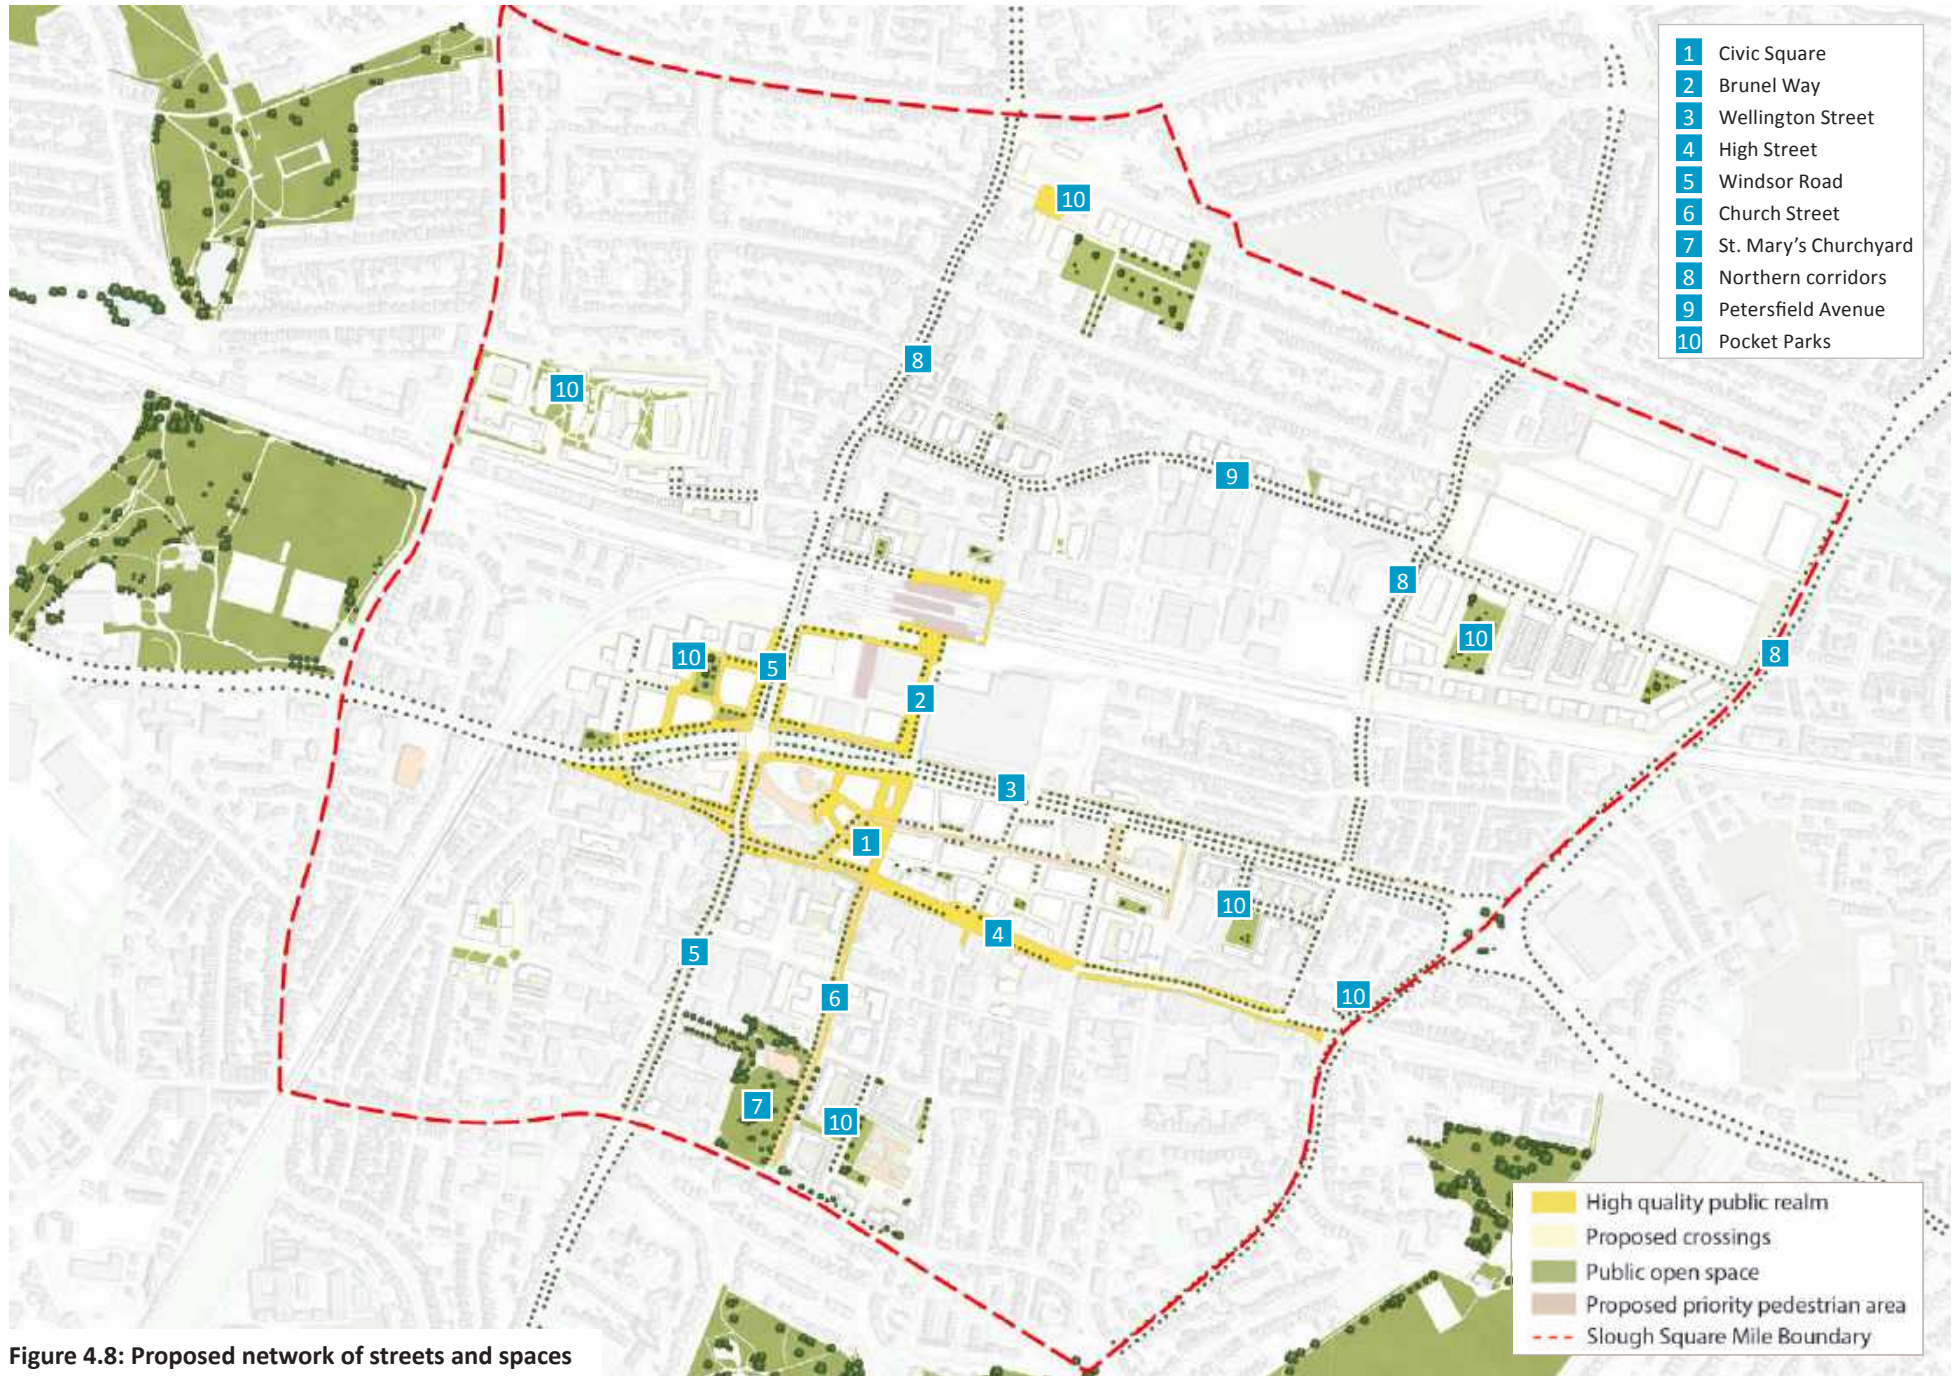 1 Civic Square
2 Brunel Way
3 Wellington Street
4 High Street
5 Windsor Road
6 Church Street
7 St. Mary's Churchyard
8 Northern corridors
9 Petersfield Avenue
10 Pocket Parks
10
8
10
9
8
10
5
10
8
2
3
1
10
4
5
6
10
7
10
High quality public realm
Proposed crossings
Public open space
Proposed priority pedestrian area
Slough Square Mile Boundary
Figure 4.8: Proposed network of streets and spaces